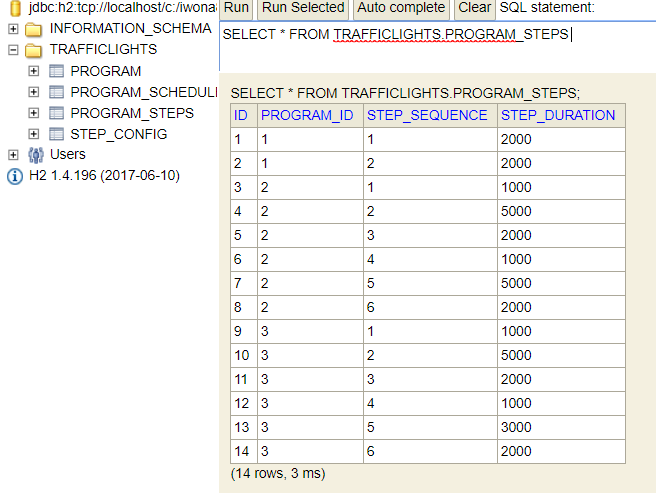 jdbc:h2:tcp://localhost/c:/iwona
INFORMATION_SCHEMA
TRAFFICLIGHTS
PROGRAM
PROGRAM_SCHEDUL
PROGRAM_STEPS
STEP_CONFIG
Users
H2 1.4.196 (2017-06-10)
Run Run Selected Auto complete Clear SQL statement:
SELECT * FROM TRAFFICLIGHTS.PROGRAM_STEPS
SELECT * FROM TRAFFICLIGHTS.PROGRAM_STEPS;
ID PROGRAM_ID STEP_SEQUENCE STEP_DURATION
1 1 1 2000
2 1 2 2000
3 2 1 1000
4 2 2 5000
5 2 3 2000
6 2 4 1000
7 2 5 5000
8 2 6 2000
9 3 1 1000
10 3 2 5000
11 3 3 2000
12 3 4 1000
13 3 5 3000
14 3 6 2000
(14 rows, 3 ms)